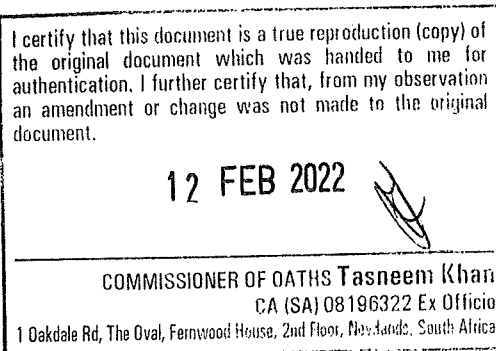 I certify that this document is a true reproduction (copy) of
the original document which was handed to me for
authentication. I further certify that, from my observation
an amendment or change was not made to the original
document.
12 FEB 2022
COMMISSIONER OF OATHS Tasneem Khan
CA (SA) 08196322 Ex Officio
1 Oakdale Rd, The Oval, Fernwood House, 2nd Floor, Newlands, South Africa